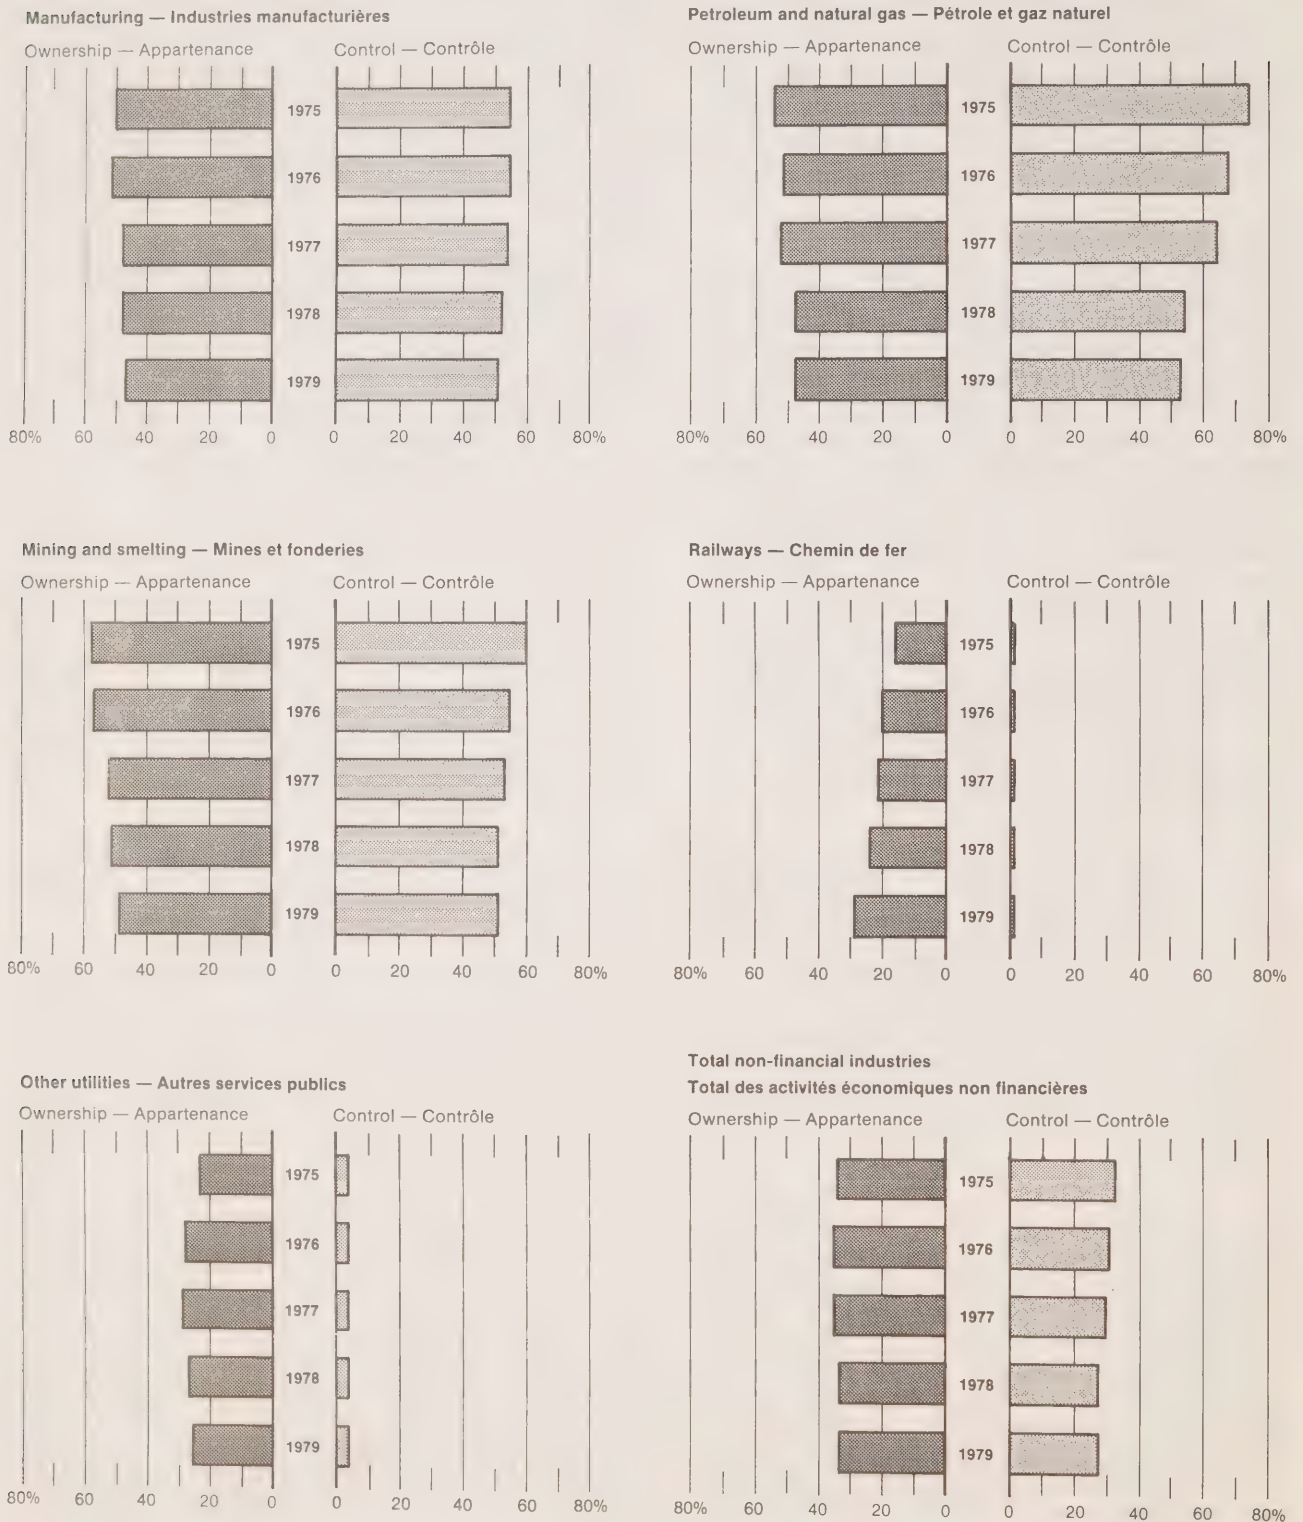 Manufacturing — Industries manufacturières
Ownership — Appartenance Control — Contrôle
1975
1976
1977
1978
1979
80% 60 40 20 0 0 20 40 60 80%
Petroleum and natural gas — Pétrole et gaz naturel
Ownership — Appartenance Control — Contrôle
1975
1976
1977
1978
1979
80% 60 40 20 0 0 20 40 60 80%
Mining and smelting — Mines et fonderies
Ownership — Appartenance Control — Contrôle
1975
1976
1977
1978
1979
80% 60 40 20 0 0 20 40 60 80%
Railways — Chemin de fer
Ownership — Appartenance Control — Contrôle
1975
1976
1977
1978
1979
80% 60 40 20 0 0 20 40 60 80%
Other utilities — Autres services publics
Ownership — Appartenance Control — Contrôle
1975
1976
1977
1978
1979
80% 60 40 20 0 0 20 40 60 80%
Total non-financial industries
Total des activités économiques non financières
Ownership — Appartenance Control — Contrôle
1975
1976
1977
1978
1979
80% 60 40 20 0 0 20 40 60 80%